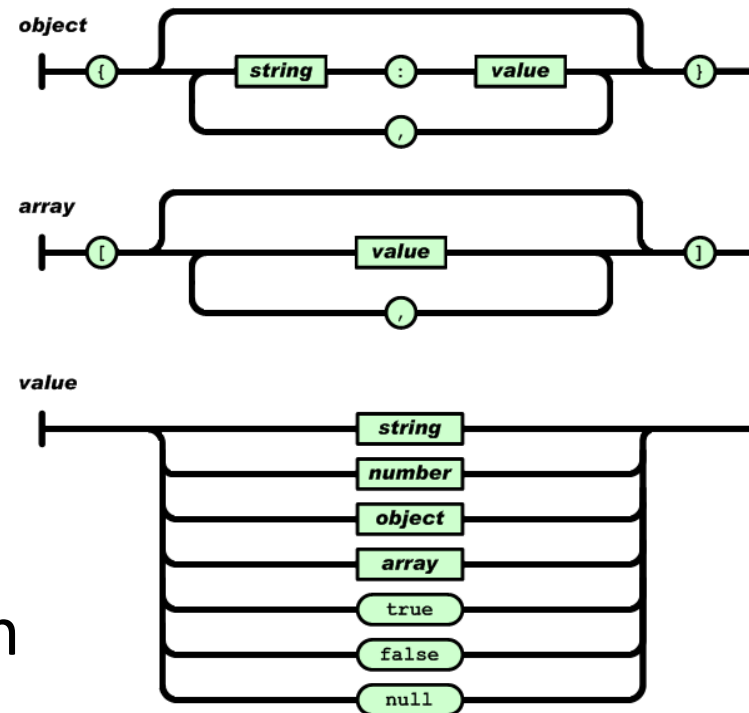 object
{ string : value }
,
array
[ value ]
,
value
string
number
object
array
true
n
false
null